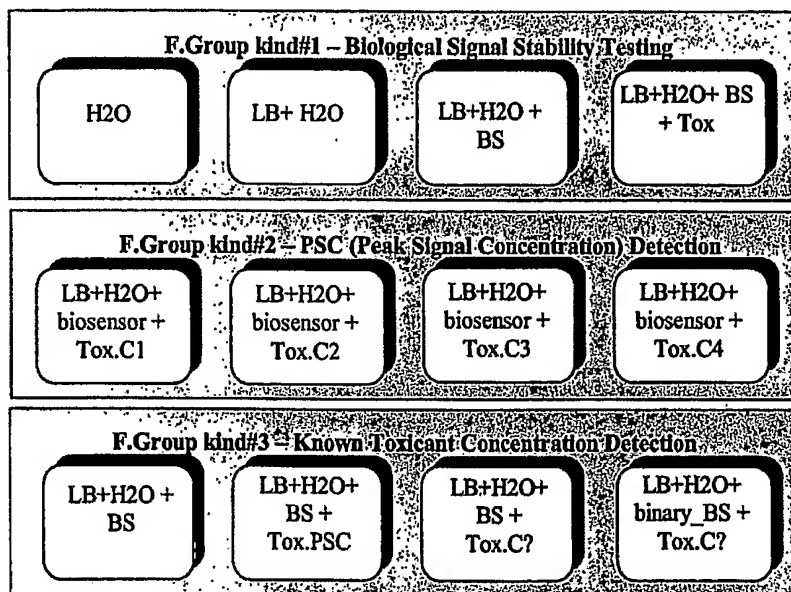 F.Group kind#1 – Biological Signal Stability Testing
H2O
LB+ H2O
LB+H2O +
BS
LB+H2O+ BS
+ Tox
F.Group kind#2 – PSC (Peak Signal Concentration) Detection
LB+H2O+
biosensor +
Tox.C1
LB+H2O+
biosensor +
Tox.C2
LB+H2O+
biosensor +
Tox.C3
LB+H2O+
biosensor +
Tox.C4
F.Group kind#3 – Known Toxicant Concentration Detection
LB+H2O +
BS
LB+H2O+
BS +
Tox.PSC
LB+H2O+
BS +
Tox.C?
LB+H2O+
binary_BS +
Tox.C?